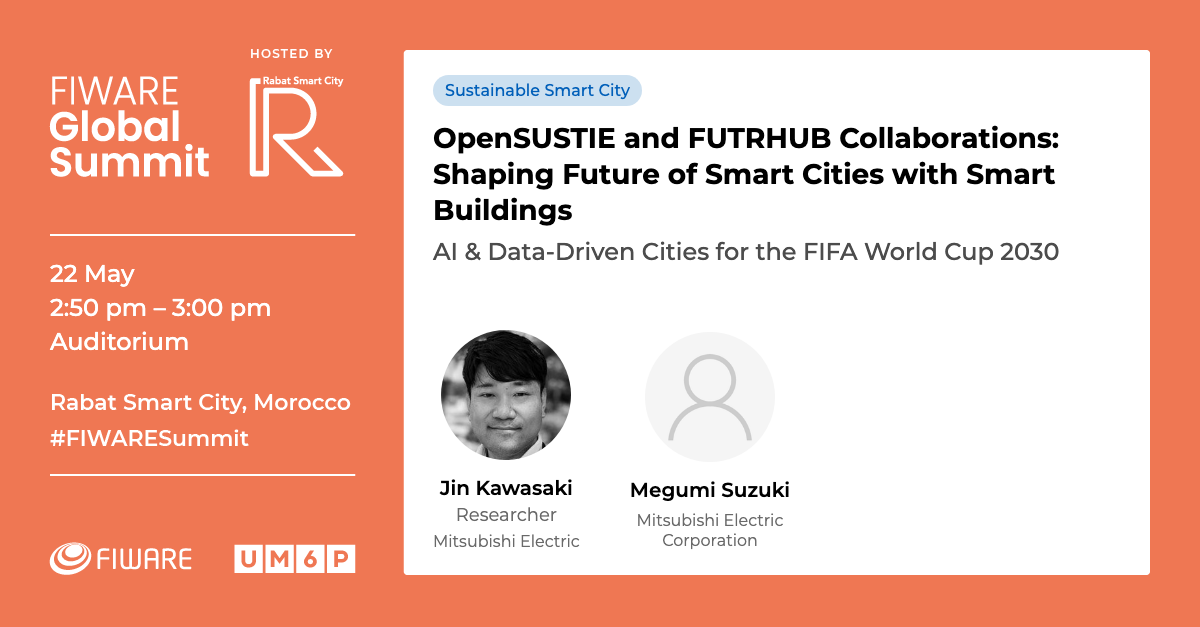 HOSTED BY
FIWARE
Global
Summit
Rabat Smart City
R
22 May
2:50 pm – 3:00 pm
Auditorium
Rabat Smart City, Morocco
#FIWARESummit
FIWARE
UM6P
Sustainable Smart City
OpenSUSTIE and FUTRHUB Collaborations:
Shaping Future of Smart Cities with Smart
Buildings
AI & Data-Driven Cities for the FIFA World Cup 2030
Jin Kawasaki
Researcher
Mitsubishi Electric
Megumi Suzuki
Mitsubishi Electric
Corporation